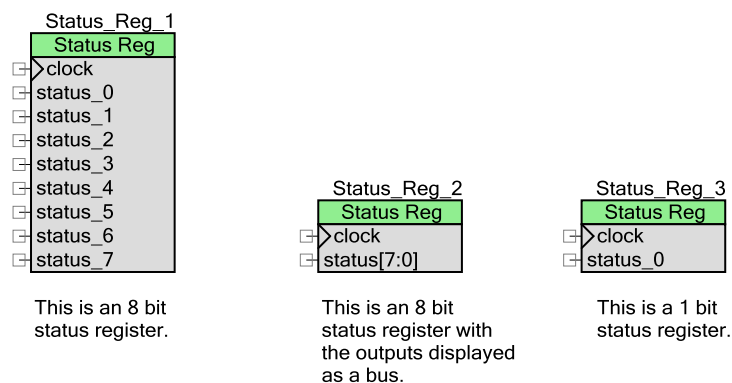 Status_Reg_1
Status Reg
clock
status_0
status_1
status_2
status_3
status_4
status_5
status_6
status_7
This is an 8 bit
status register.
Status_Reg_2
Status Reg
clock
status[7:0]
This is an 8 bit
status register with
the outputs displayed
as a bus.
Status_Reg_3
Status Reg
clock
status_0
This is a 1 bit
status register.